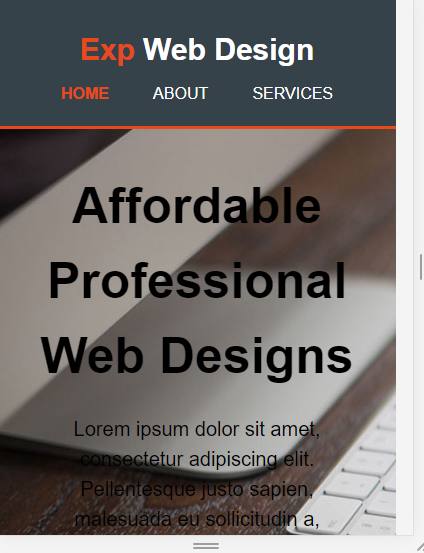 Exp Web Design
HOME ABOUT SERVICES
Affordable
Professional
Web Designs
Lorem ipsum dolor sit amet,
consectetur adipiscing elit.
Pellentesque justo sapien,
malesuada eu sollicitudin a,